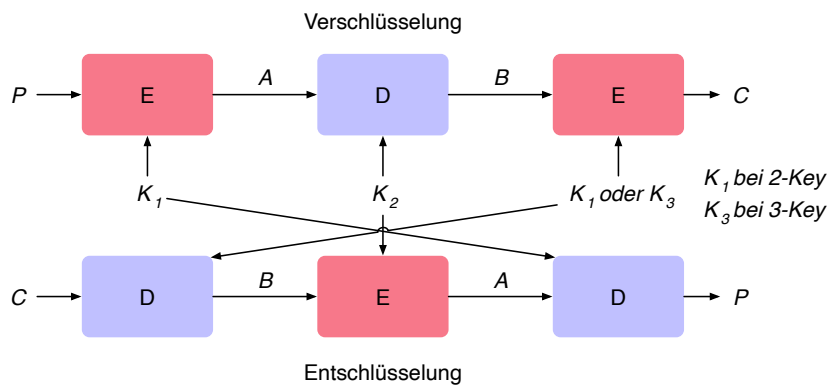 Verschlüsselung
P E A D B E C
K₁ K₂ K₁ oder K₃ K₁ bei 2-Key
K₃ bei 3-Key
C D B E A D P
Entschlüsselung